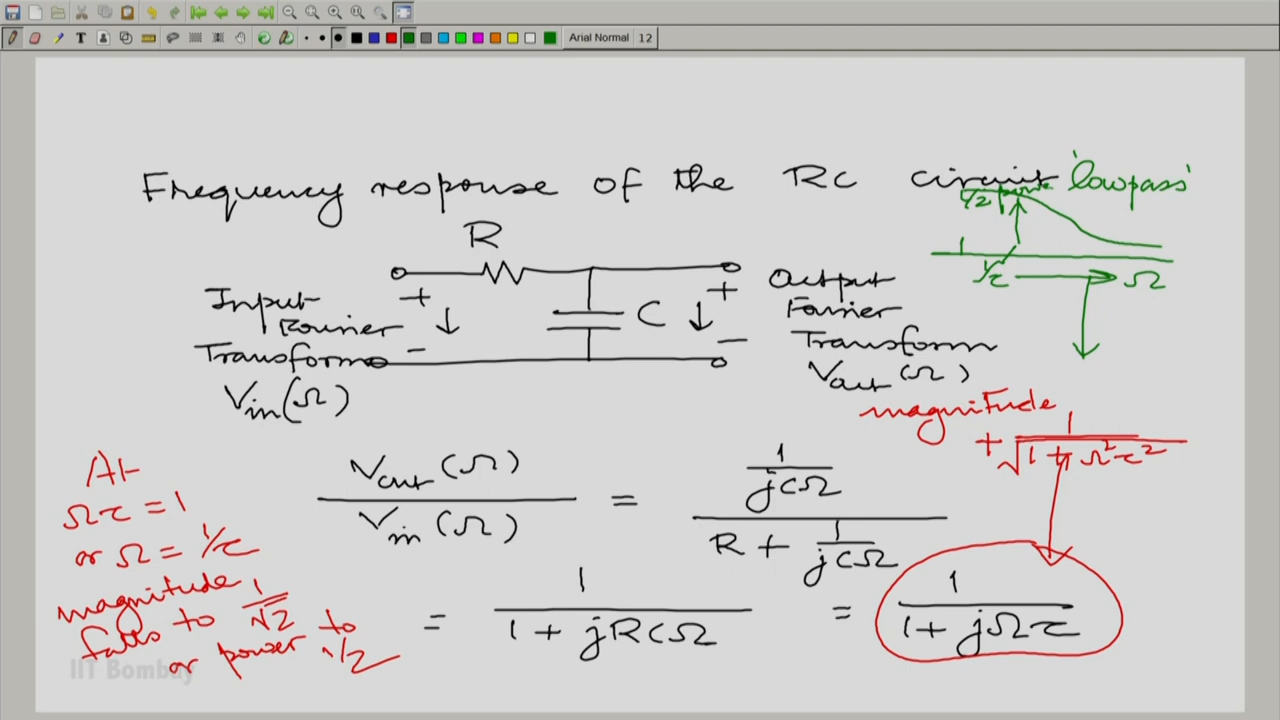 Arial Normal 12
Frequency response of the RC circuit 'lowpass'
1/2 point
1/τ Ω
R
C
+ −
+ −
Input
Fourier
Transform
Vin(Ω)
Output
Fourier
Transform
Vout(Ω)
magnitude
+ 1/√(1 + Ω²τ²)
Vout(Ω)/Vin(Ω) = (1/jCΩ)/(R + 1/jCΩ)
= 1/(1 + jRCΩ) = 1/(1 + jΩτ)
At
Ωτ = 1
or Ω = 1/τ
magnitude
falls to 1/√2
or power to 1/2
IIT Bombay